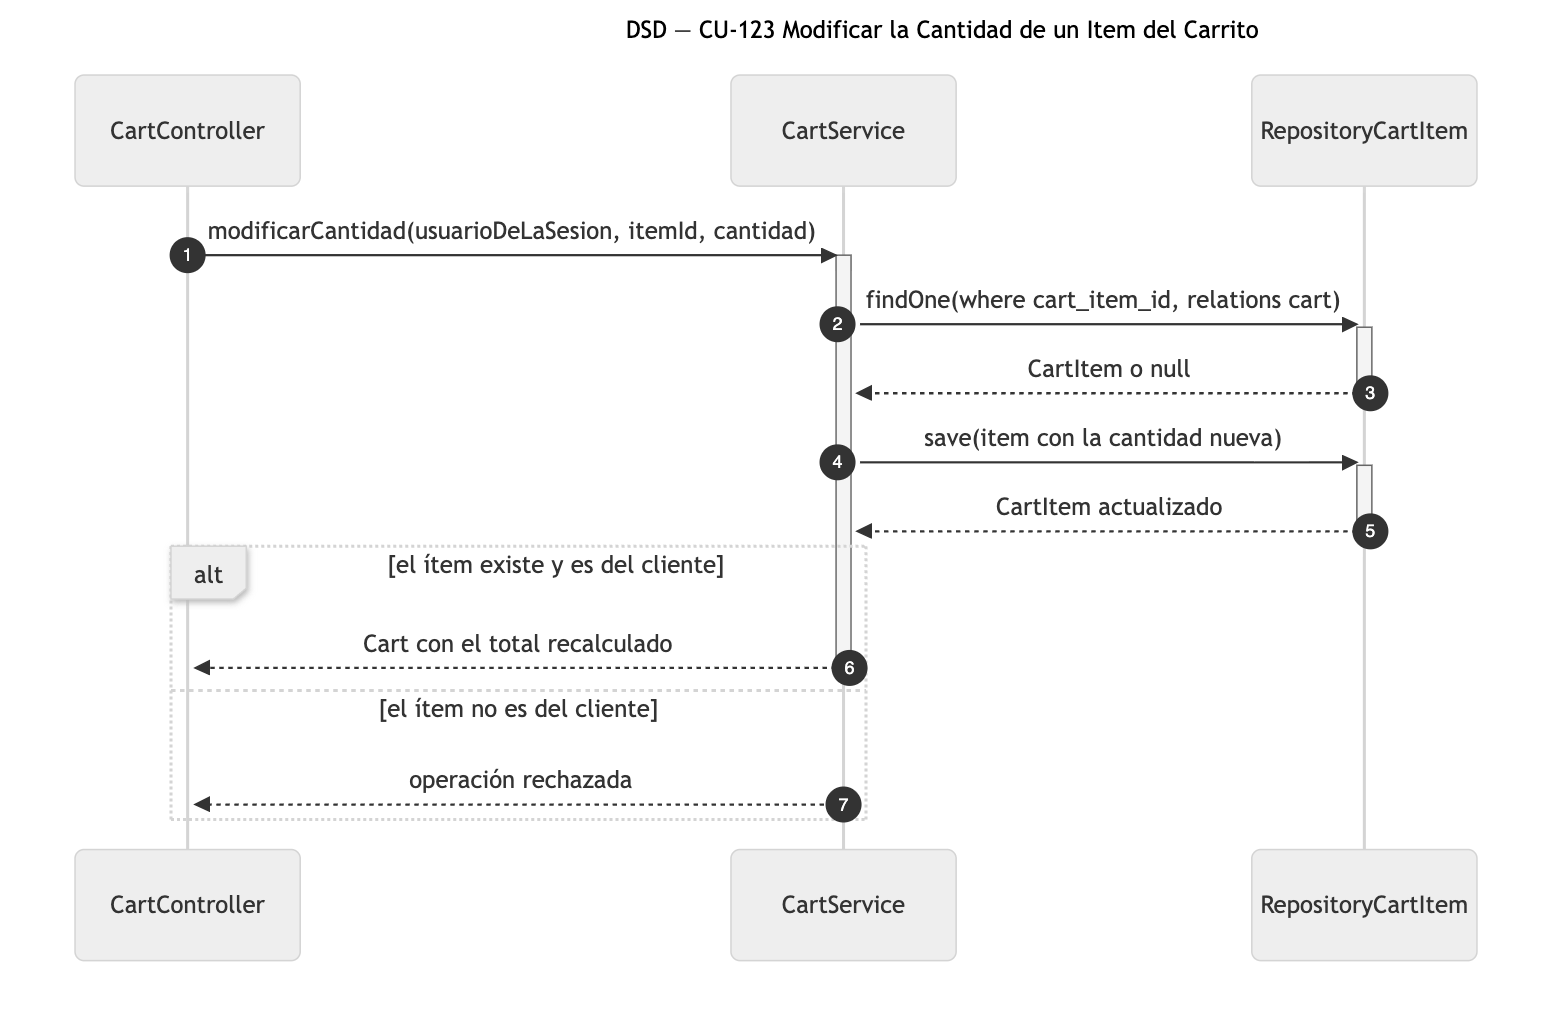 DSD — CU-123 Modificar la Cantidad de un Item del Carrito
CartController
CartService
RepositoryCartItem
modificarCantidad(usuarioDeLaSesion, itemId, cantidad)
1
findOne(where cart_item_id, relations cart)
2
CartItem o null
3
save(item con la cantidad nueva)
4
CartItem actualizado
5
alt
[el ítem existe y es del cliente]
Cart con el total recalculado
6
[el ítem no es del cliente]
operación rechazada
7
CartController
CartService
RepositoryCartItem